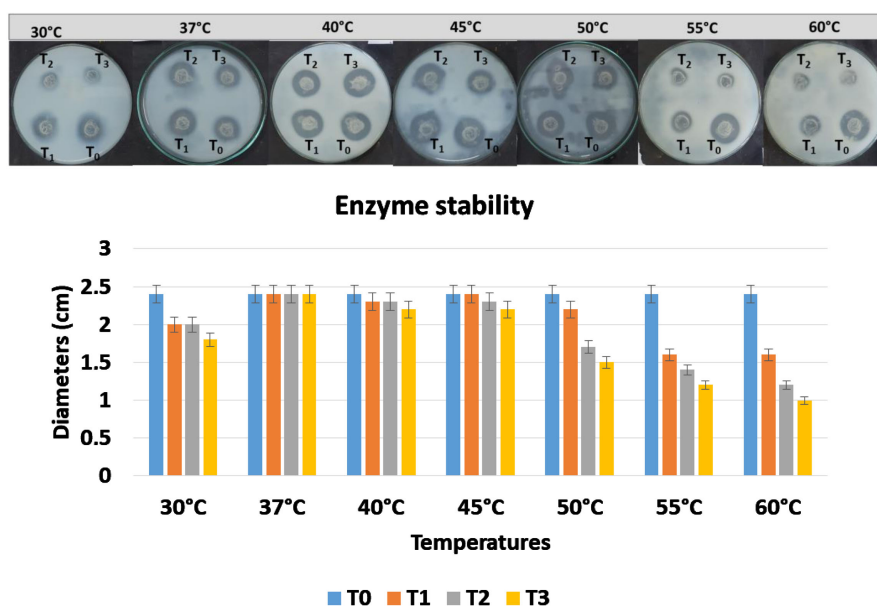 30°C 37°C 40°C 45°C 50°C 55°C 60°C
T2 T3 T2 T3 T2 T3 T2 T3 T2 T3 T2 T3 T2 T3
T1 T0 T1 T0 T1 T0 T1 T0 T1 T0 T1 T0 T1 T0
Enzyme stability
3
2.5
2
1.5
1
0.5
0
Diameters (cm)
30°C 37°C 40°C 45°C 50°C 55°C 60°C
Temperatures
T0 T1 T2 T3